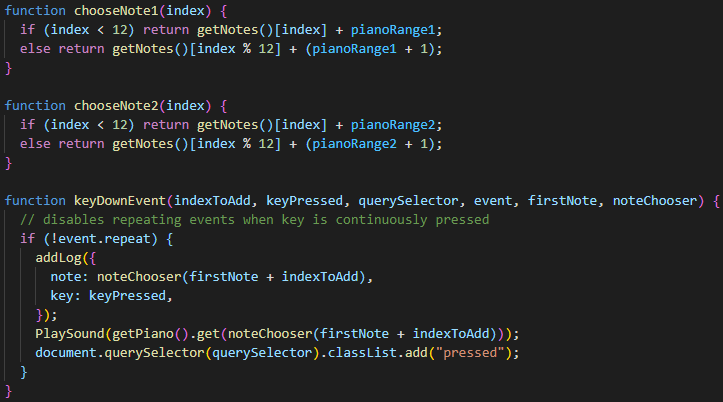 function chooseNote1(index) {
  if (index < 12) return getNotes()[index] + pianoRange1;
  else return getNotes()[index % 12] + (pianoRange1 + 1);
}

function chooseNote2(index) {
  if (index < 12) return getNotes()[index] + pianoRange2;
  else return getNotes()[index % 12] + (pianoRange2 + 1);
}

function keyDownEvent(indexToAdd, keyPressed, querySelector, event, firstNote, noteChooser) {
  // disables repeating events when key is continuously pressed
  if (!event.repeat) {
    addLog({
      note: noteChooser(firstNote + indexToAdd),
      key: keyPressed,
    });
    PlaySound(getPiano().get(noteChooser(firstNote + indexToAdd)));
    document.querySelector(querySelector).classList.add("pressed");
  }
}